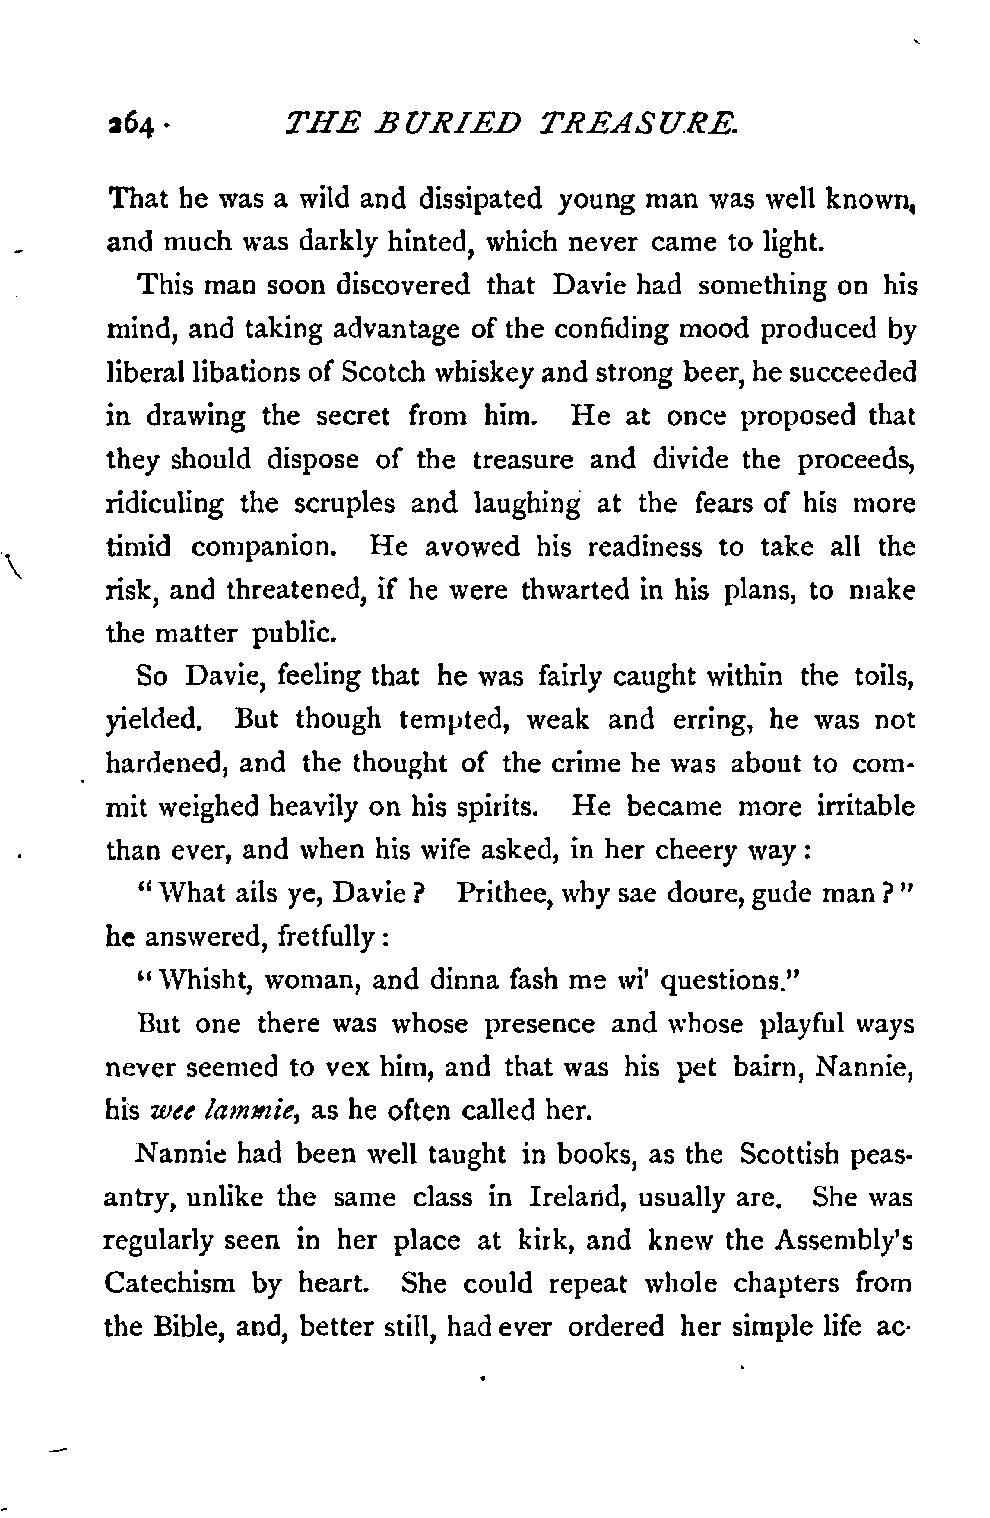 264 · THE BURIED TREASURE.
That he was a wild and dissipated young man was well known,
and much was darkly hinted, which never came to light.
This man soon discovered that Davie had something on his
mind, and taking advantage of the confiding mood produced by
liberal libations of Scotch whiskey and strong beer, he succeeded
in drawing the secret from him. He at once proposed that
they should dispose of the treasure and divide the proceeds,
ridiculing the scruples and laughing at the fears of his more
timid companion. He avowed his readiness to take all the
risk, and threatened, if he were thwarted in his plans, to make
the matter public.
So Davie, feeling that he was fairly caught within the toils,
yielded. But though tempted, weak and erring, he was not
hardened, and the thought of the crime he was about to com-
mit weighed heavily on his spirits. He became more irritable
than ever, and when his wife asked, in her cheery way :
“ What ails ye, Davie ? Prithee, why sae doure, gude man ? ”
he answered, fretfully :
“ Whisht, woman, and dinna fash me wi' questions.”
But one there was whose presence and whose playful ways
never seemed to vex him, and that was his pet bairn, Nannie,
his wee lammie, as he often called her.
Nannie had been well taught in books, as the Scottish peas-
antry, unlike the same class in Ireland, usually are. She was
regularly seen in her place at kirk, and knew the Assembly's
Catechism by heart. She could repeat whole chapters from
the Bible, and, better still, had ever ordered her simple life ac-